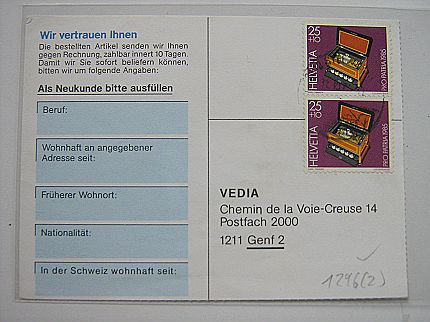 Wir vertrauen Ihnen
Die bestellten Artikel senden wir Ihnen
gegen Rechnung, zahlbar innert 10 Tagen.
Damit wir Sie sofort beliefern können,
bitten wir um folgende Angaben:
Als Neukunde bitte ausfüllen
Beruf:
Wohnhaft an angegebener
Adresse seit:
Früherer Wohnort:
Nationalität:
In der Schweiz wohnhaft seit:
25
+10
HELVETIA
PRO PATRIA 1985
25
+10
HELVETIA
PRO PATRIA 1985
VEDIA
Chemin de la Voie-Creuse 14
Postfach 2000
1211 Genf 2
1296(2)